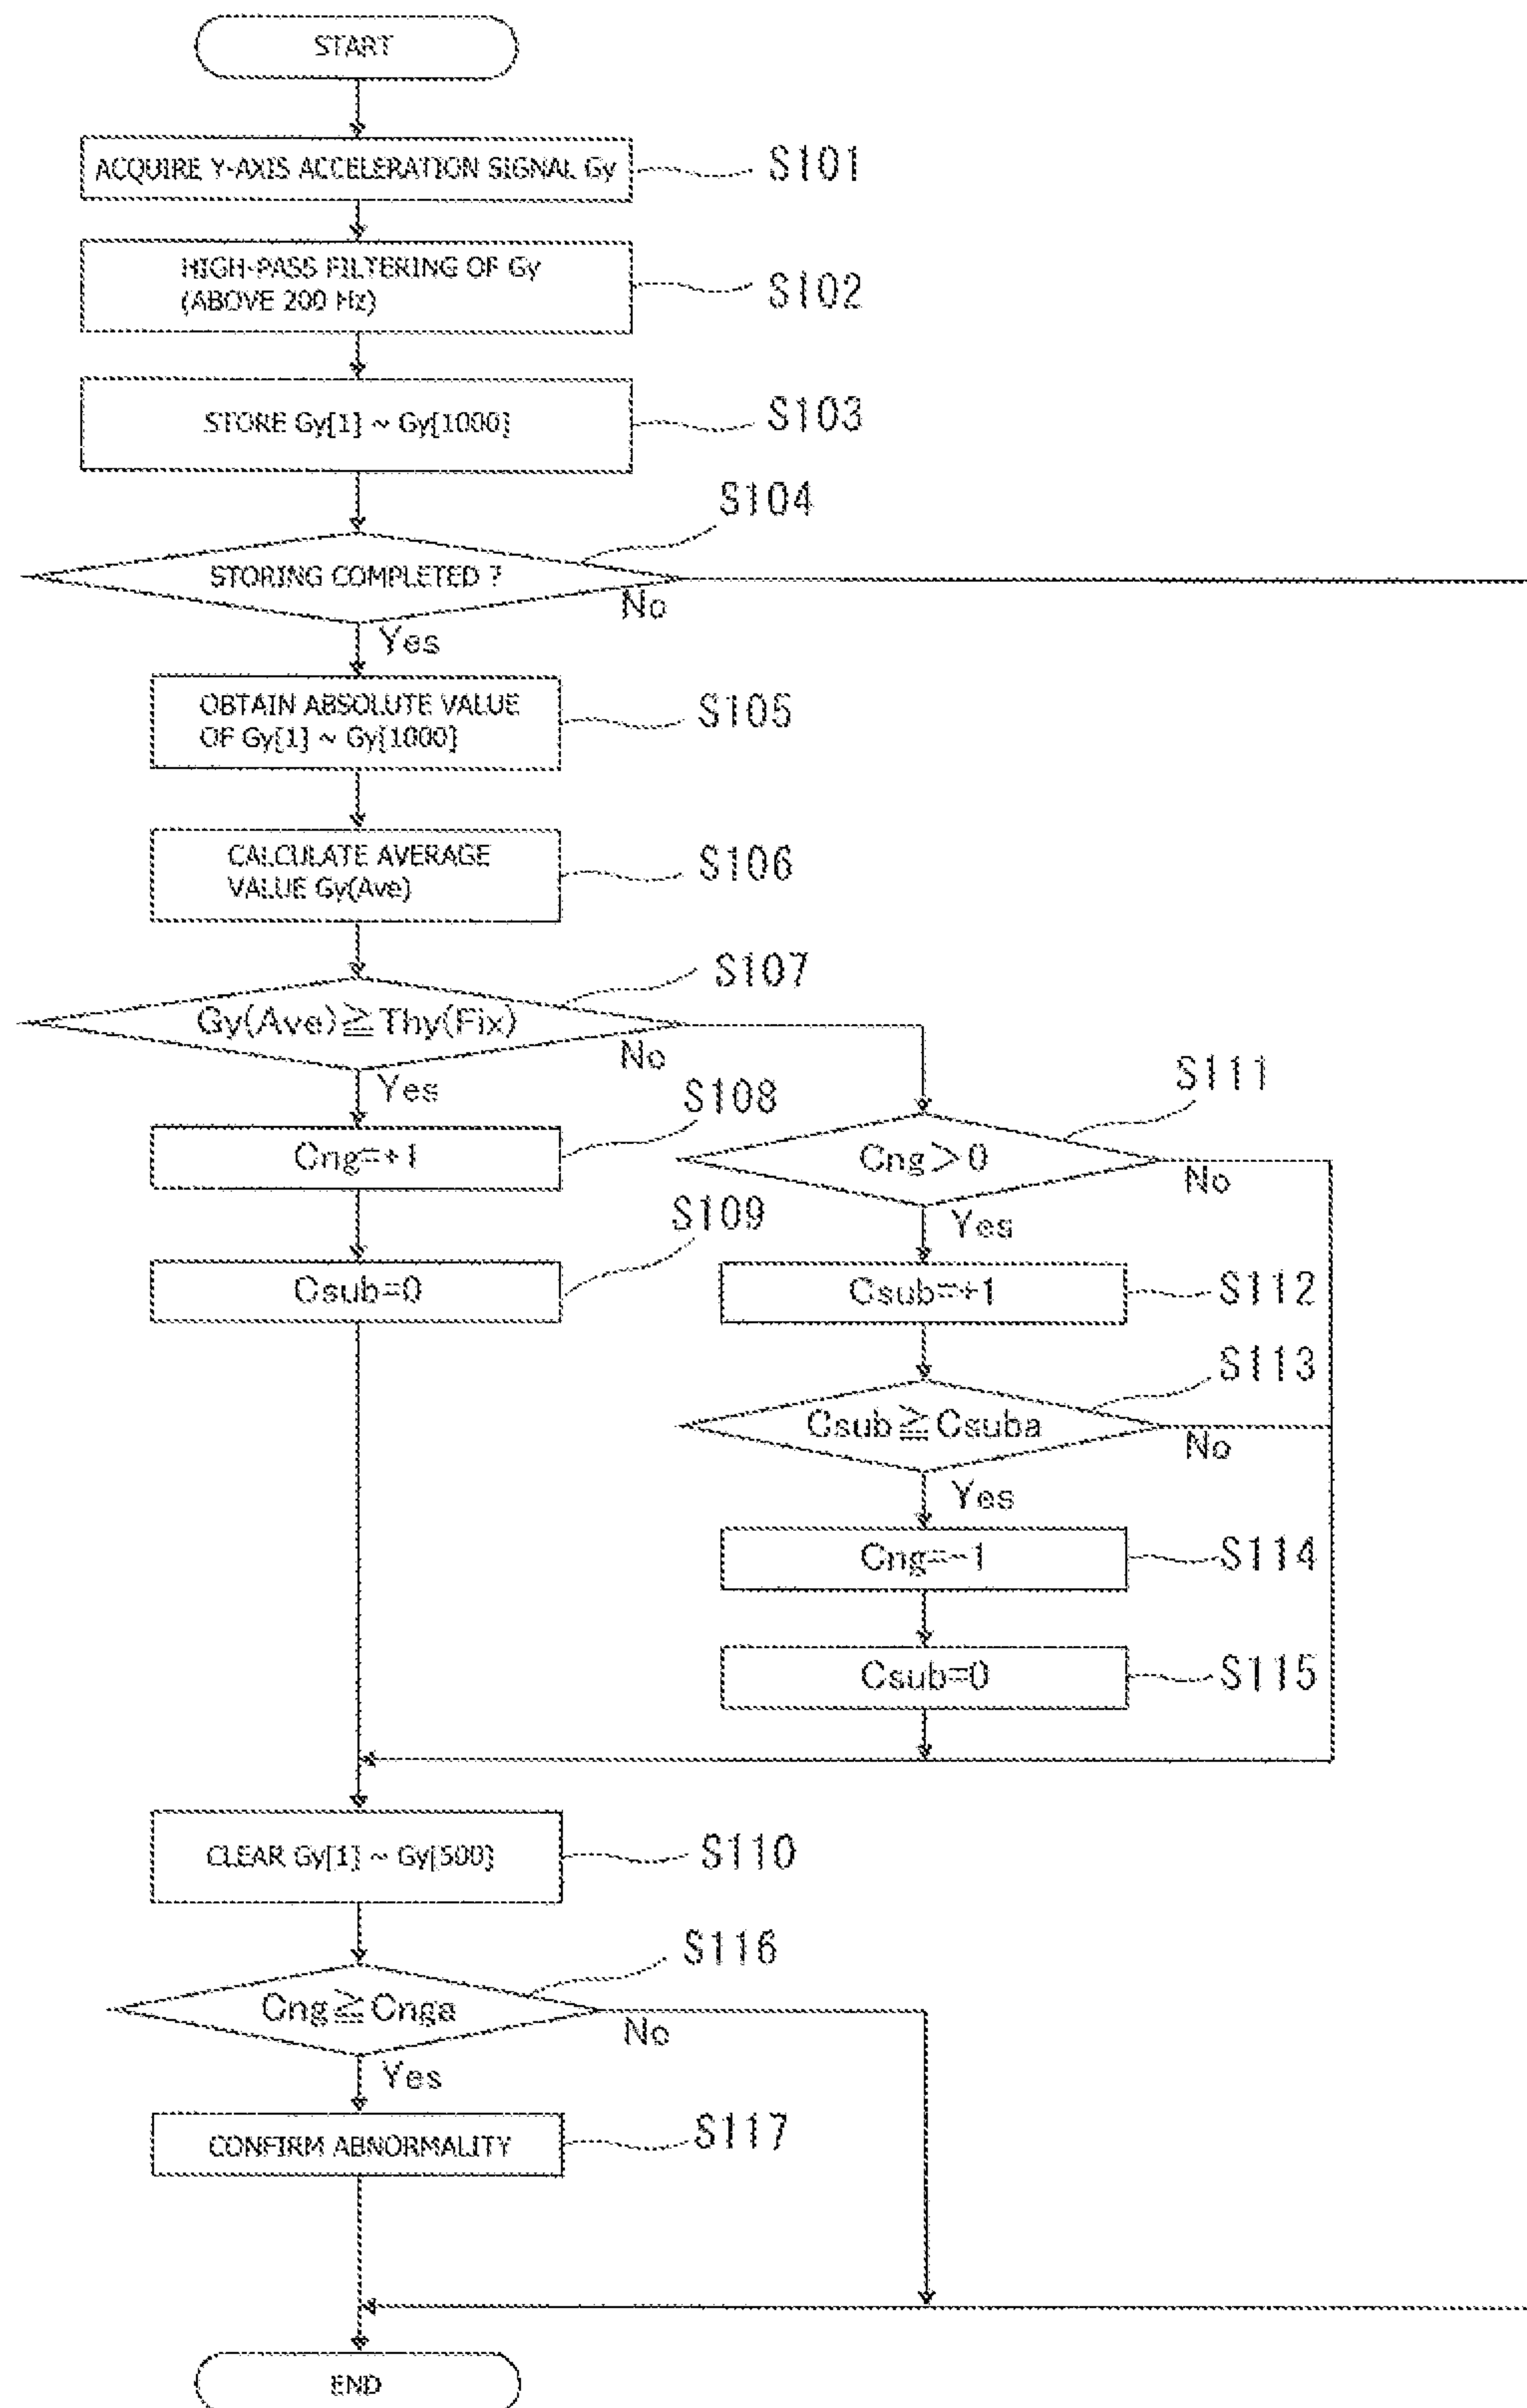 START
ACQUIRE Y-AXIS ACCELERATION SIGNAL Gy
S101
HIGH-PASS FILTERING OF Gy
(ABOVE 200 Hz)
S102
STORE Gy[1] ~ Gy[1000]
S103
S104
STORING COMPLETED ?
No
Yes
OBTAIN ABSOLUTE VALUE
OF Gy[1] ~ Gy[1000]
S105
CALCULATE AVERAGE
VALUE Gy(Ave)
S106
S107
Gy(Ave)≧Thy(Fix)
No
Yes
S108
Cng=+1
S109
Csub=0
S111
Cng>0
No
Yes
Csub=+1
S112
S113
Csub≧Csuba
No
Yes
Cng=-1
S114
Csub=0
S115
CLEAR Gy[1] ~ Gy[500]
S110
S116
Cng≧Cnga
No
Yes
CONFIRM ABNORMALITY
S117
END